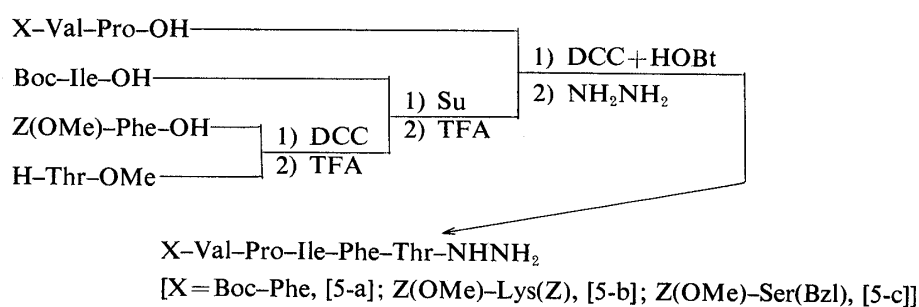 X–Val–Pro–OH
Boc–Ile–OH
Z(OMe)–Phe–OH
H–Thr–OMe
1) DCC
2) TFA
1) Su
2) TFA
1) DCC+HOBt
2) NH₂NH₂
X–Val–Pro–Ile–Phe–Thr–NHNH₂
[X=Boc–Phe, [5-a]; Z(OMe)–Lys(Z), [5-b]; Z(OMe)–Ser(Bzl), [5-c]]